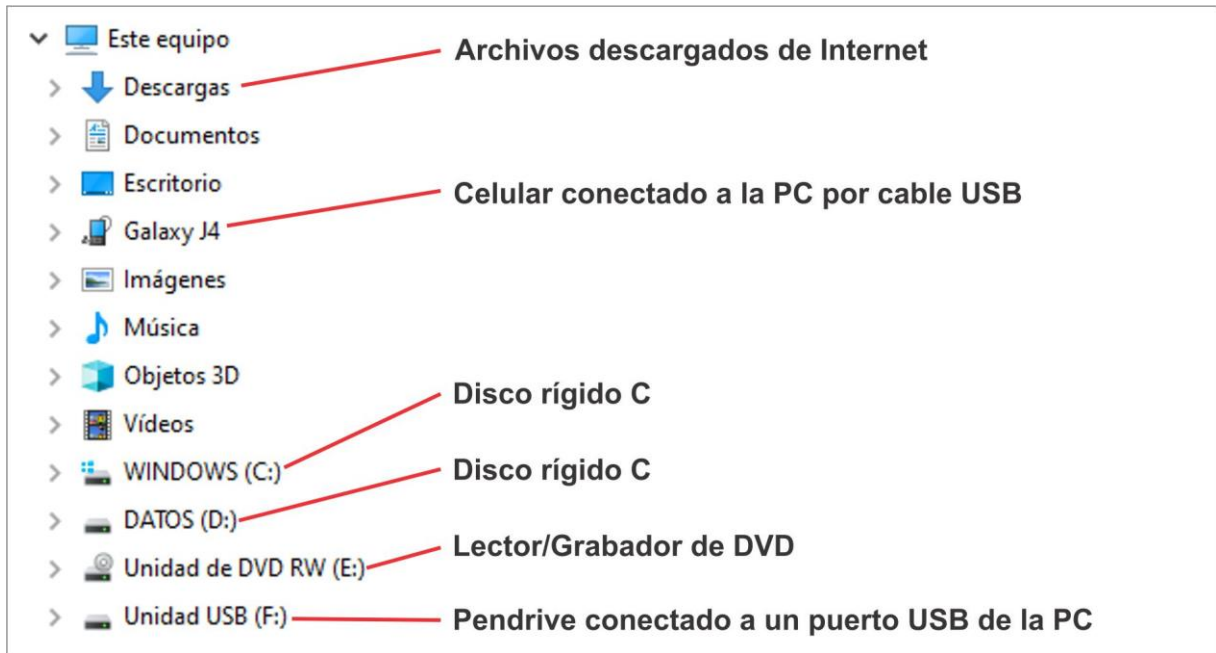 Este equipo
Archivos descargados de Internet
Descargas
Documentos
Escritorio
Celular conectado a la PC por cable USB
Galaxy J4
Imágenes
Música
Objetos 3D
Disco rígido C
Vídeos
WINDOWS (C:)
Disco rígido C
DATOS (D:)
Lector/Grabador de DVD
Unidad de DVD RW (E:)
Unidad USB (F:)
Pendrive conectado a un puerto USB de la PC